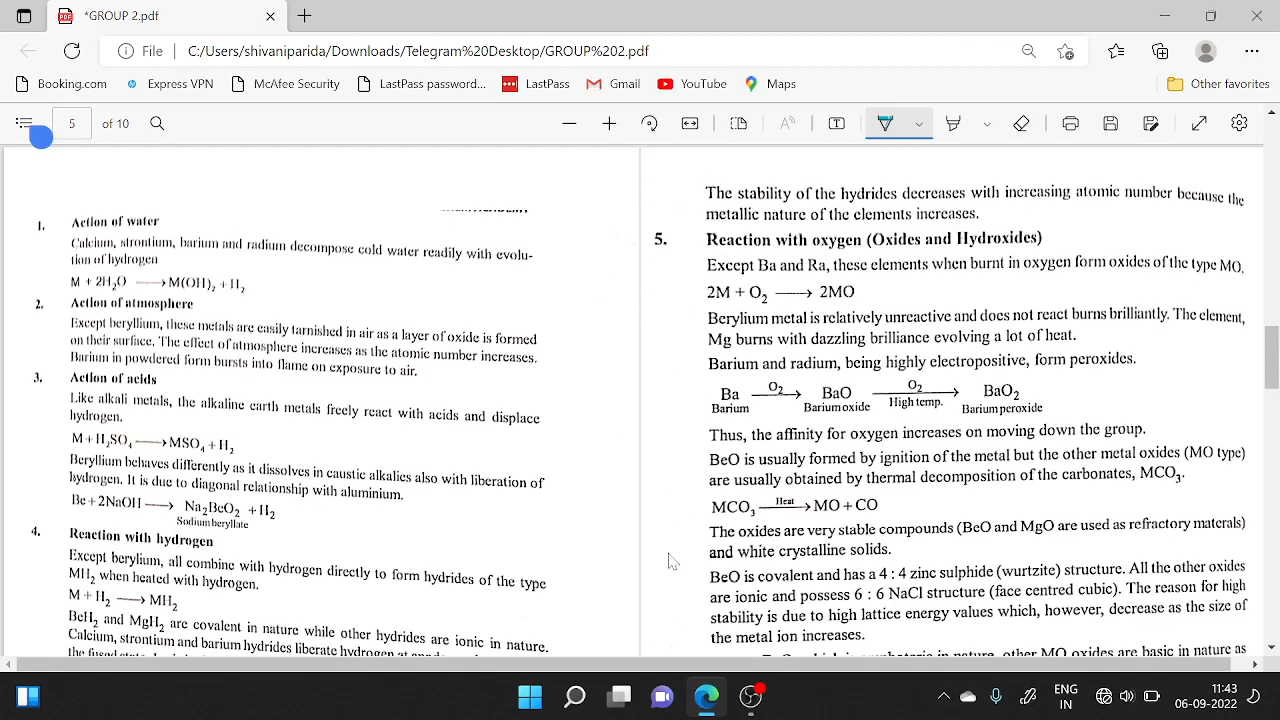 *GROUP 2.pdf
File
C:/Users/shivaniparida/Downloads/Telegram%20Desktop/GROUP%202.pdf
Booking.com
Express VPN
McAfee Security
LastPass password...
LastPass
Gmail
YouTube
Maps
Other favorites
5 of 10
1. Action of water
Calcium, strontium, barium and radium decompose cold water readily with evolu-
tion of hydrogen
M + 2H₂O ⟶ M(OH)₂ + H₂
2. Action of atmosphere
Except beryllium, these metals are easily tarnished in air as a layer of oxide is formed
on their surface. The effect of atmosphere increases as the atomic number increases.
Barium in powdered form bursts into flame on exposure to air.
3. Action of acids
Like alkali metals, the alkaline earth metals freely react with acids and displace
hydrogen.
M + H₂SO₄ ⟶ MSO₄ + H₂
Beryllium behaves differently as it dissolves in caustic alkalies also with liberation of
hydrogen. It is due to diagonal relationship with aluminium.
Be + 2NaOH ⟶ Na₂BeO₂ + H₂
Sodium beryllate
4. Reaction with hydrogen
Except berylium, all combine with hydrogen directly to form hydrides of the type
MH₂ when heated with hydrogen.
M + H₂ ⟶ MH₂
BeH₂ and MgH₂ are covalent in nature while other hydrides are ionic in nature.
Calcium, strontium and barium hydrides liberate hydrogen at
The stability of the hydrides decreases with increasing atomic number because the
metallic nature of the elements increases.
5. Reaction with oxygen (Oxides and Hydroxides)
Except Ba and Ra, these elements when burnt in oxygen form oxides of the type MO.
2M + O₂ ⟶ 2MO
Berylium metal is relatively unreactive and does not react burns brilliantly. The element,
Mg burns with dazzling brilliance evolving a lot of heat.
Barium and radium, being highly electropositive, form peroxides.
O₂ O₂
Ba ⟶ BaO ⟶ BaO₂
Barium Barium oxide High temp. Barium peroxide
Thus, the affinity for oxygen increases on moving down the group.
BeO is usually formed by ignition of the metal but the other metal oxides (MO type)
are usually obtained by thermal decomposition of the carbonates, MCO₃.
Heat
MCO₃ ⟶ MO + CO
The oxides are very stable compounds (BeO and MgO are used as refractory materals)
and white crystalline solids.
BeO is covalent and has a 4 : 4 zinc sulphide (wurtzite) structure. All the other oxides
are ionic and possess 6 : 6 NaCl structure (face centred cubic). The reason for high
stability is due to high lattice energy values which, however, decrease as the size of
the metal ion increases.
in nature, other MO oxides are basic in nature as
ENG
IN
11:43
06-09-2022